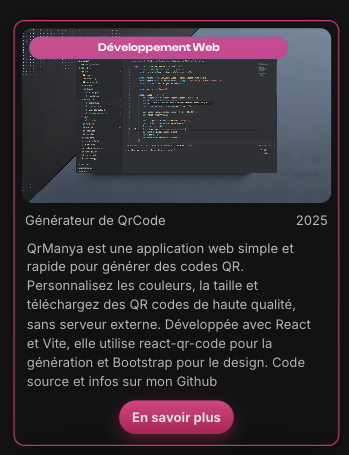 Développement Web
Générateur de QrCode 2025
QrManya est une application web simple et
rapide pour générer des codes QR.
Personnalisez les couleurs, la taille et
téléchargez des QR codes de haute qualité,
sans serveur externe. Développée avec React
et Vite, elle utilise react-qr-code pour la
génération et Bootstrap pour le design. Code
source et infos sur mon Github
En savoir plus